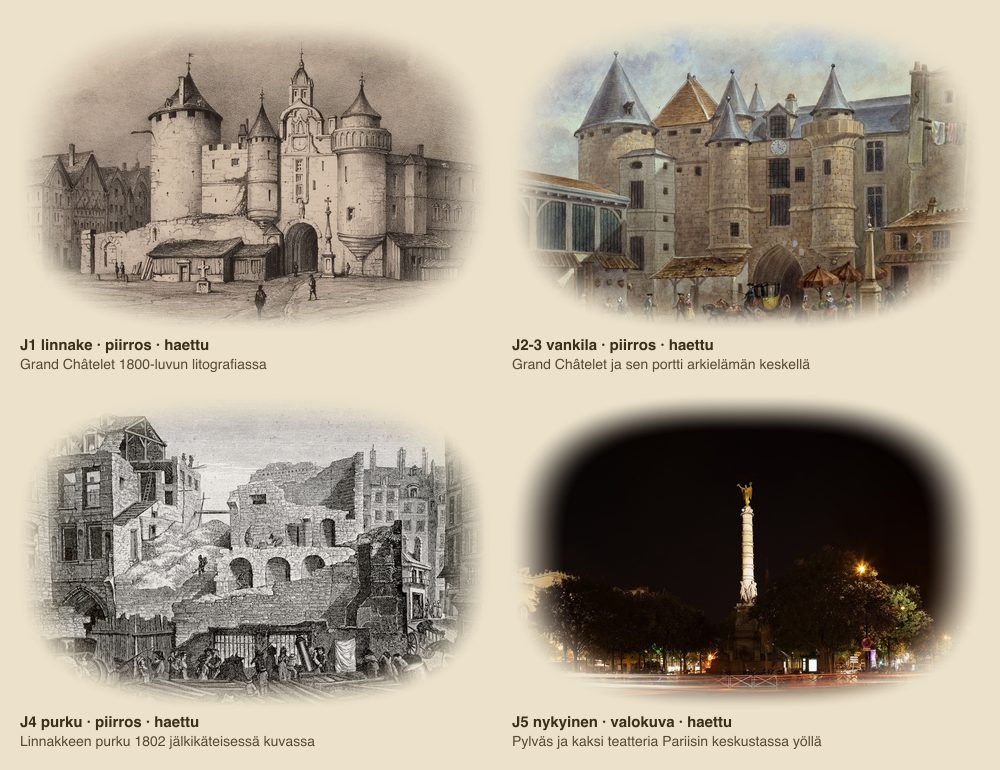 J1 linnake · piirros · haettu
Grand Châtelet 1800-luvun litografiassa
J2-3 vankila · piirros · haettu
Grand Châtelet ja sen portti arkielämän keskellä
J4 purku · piirros · haettu
Linnakkeen purku 1802 jälkikäteisessä kuvassa
J5 nykyinen · valokuva · haettu
Pylväs ja kaksi teatteria Pariisin keskustassa yöllä